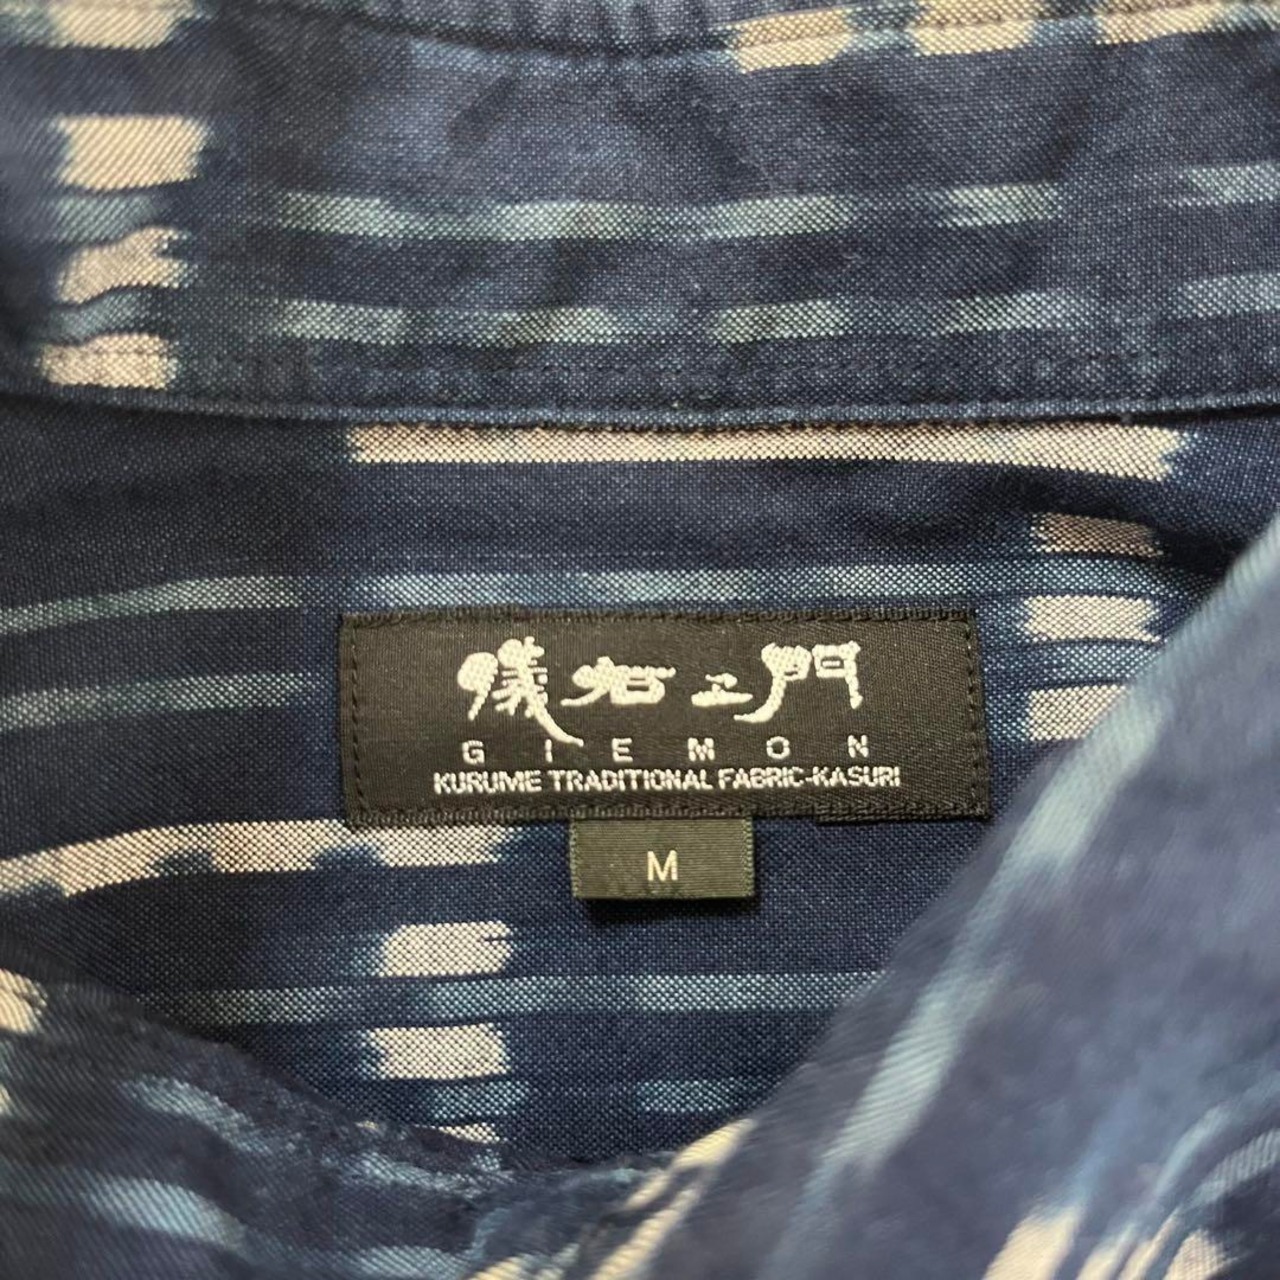 儀右ヱ門
GIEMON
KURUME TRADITIONAL FABRIC-KASURI
M